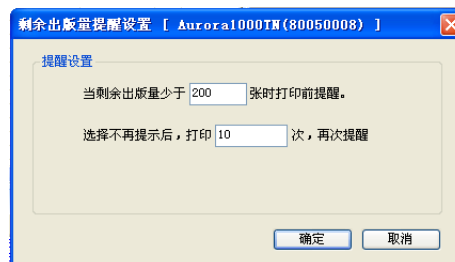 剩余出版量提醒设置 [ Aurora1000TN(80050008) ]
提醒设置
当剩余出版量少于 200 张时打印前提醒。
选择不再提示后，打印 10 次，再次提醒
确定 取消